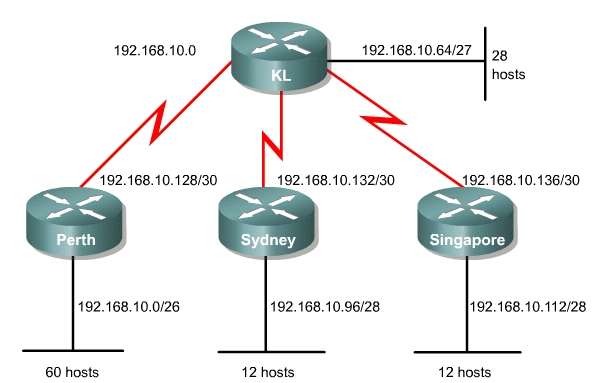 192.168.10.0
192.168.10.64/27
28
hosts
KL
192.168.10.128/30
192.168.10.132/30
192.168.10.136/30
Perth
Sydney
Singapore
192.168.10.0/26
192.168.10.96/28
192.168.10.112/28
60 hosts
12 hosts
12 hosts